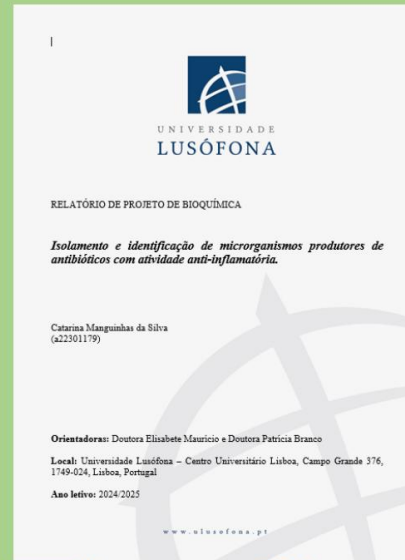 UNIVERSIDADE
LUSÓFONA
RELATÓRIO DE PROJETO DE BIOQUÍMICA
Isolamento e identificação de microrganismos produtores de
antibióticos com atividade anti-inflamatória.
Catarina Manguinhas da Silva
(a22301179)
Orientadoras: Doutora Elisabete Maurício e Doutora Patrícia Branco
Local: Universidade Lusófona – Centro Universitário Lisboa, Campo Grande 376,
1749-024, Lisboa, Portugal
Ano letivo: 2024/2025
www.ulusofona.pt